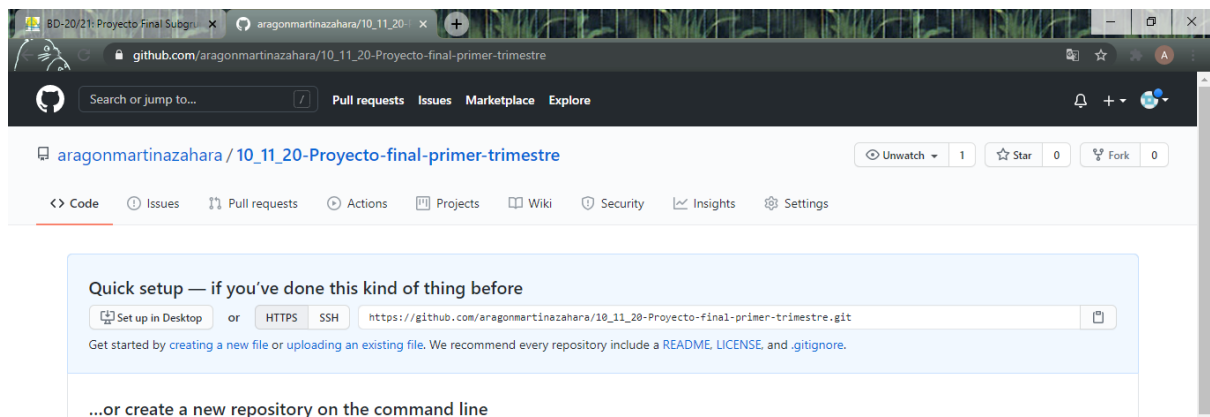 BD-20/21: Proyecto Final Subgru
aragonmartinazahara/10_11_20-
github.com/aragonmartinazahara/10_11_20-Proyecto-final-primer-trimestre
A
Search or jump to...
/
Pull requests Issues Marketplace Explore
aragonmartinazahara / 10_11_20-Proyecto-final-primer-trimestre
Unwatch 1 Star 0 Fork 0
<> Code Issues Pull requests Actions Projects Wiki Security Insights Settings
Quick setup — if you've done this kind of thing before
Set up in Desktop or HTTPS SSH https://github.com/aragonmartinazahara/10_11_20-Proyecto-final-primer-trimestre.git
Get started by creating a new file or uploading an existing file. We recommend every repository include a README, LICENSE, and .gitignore.
...or create a new repository on the command line